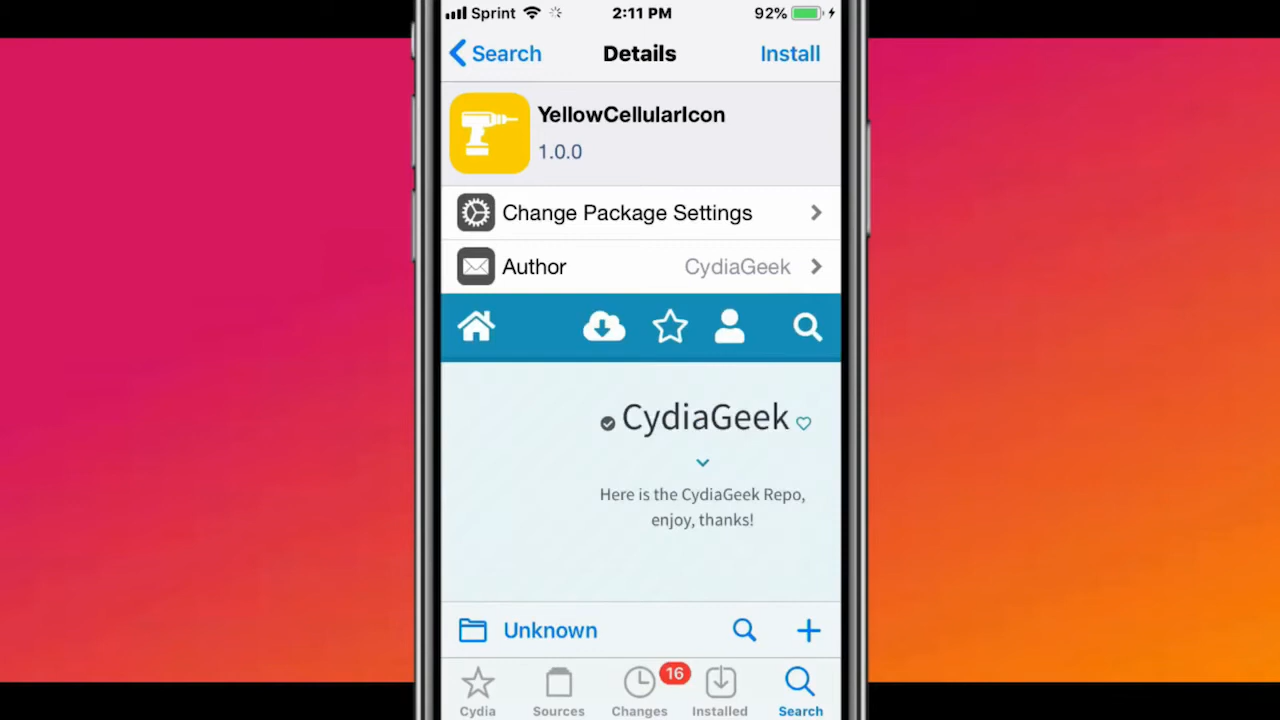 Sprint 2:11 PM 92%
Search Details Install
YellowCellularIcon
1.0.0
Change Package Settings
Author CydiaGeek
CydiaGeek
Here is the CydiaGeek Repo,
enjoy, thanks!
Unknown
16
Cydia Sources Changes Installed Search